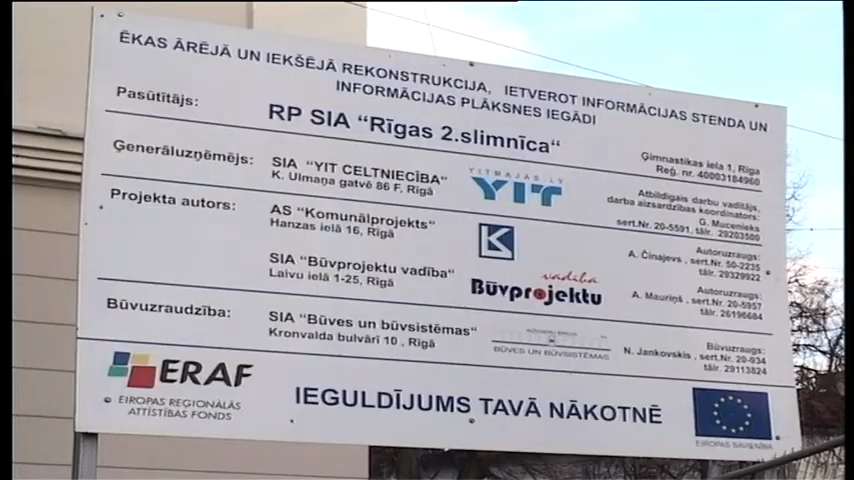 ĒKAS ĀRĒJĀ UN IEKŠĒJĀ REKONSTRUKCIJA, IETVEROT INFORMĀCIJAS STENDA UN
INFORMĀCIJAS PLĀKSNES IEGĀDI
Pasūtītājs:
RP SIA "Rīgas 2.slimnīca"
Ģimnastikas iela 1, Rīga
Reģ. nr. 40003184960
Ģenerāluzņēmējs:
SIA "YIT CELTNIECĪBA"
K. Ulmaņa gatvē 86 F, Rīgā
YITMAJAS.LV
YIT
Atbildīgais darbu vadītājs,
darba aizsardzības koordinators:
G. Mucenieks
sert.Nr. 20-5591, tālr. 29203500
Projekta autors:
AS "Komunālprojekts"
Hanzas ielā 16, Rīgā
K
Autoruzraugs:
A. Činajevs, sert.Nr. 50-2235
tālr. 29329922
SIA "Būvprojektu vadība"
Laivu ielā 1-25, Rīgā
vadība
Būvprojektu
Autoruzraugs:
A. Mauriņš, sert.Nr. 20-5957
tālr. 26196684
Būvuzraudzība:
SIA "Būves un būvsistēmas"
Kronvalda bulvārī 10, Rīgā
BŪVES UN BŪVSISTĒMAS
Būvuzraugs:
N. Jankovskis, sert.Nr. 20-934
tālr. 29113824
ERAF
EIROPAS REĢIONĀLĀS
ATTĪSTĪBAS FONDS
IEGULDĪJUMS TAVĀ NĀKOTNĒ
EIROPAS SAVIENĪBA